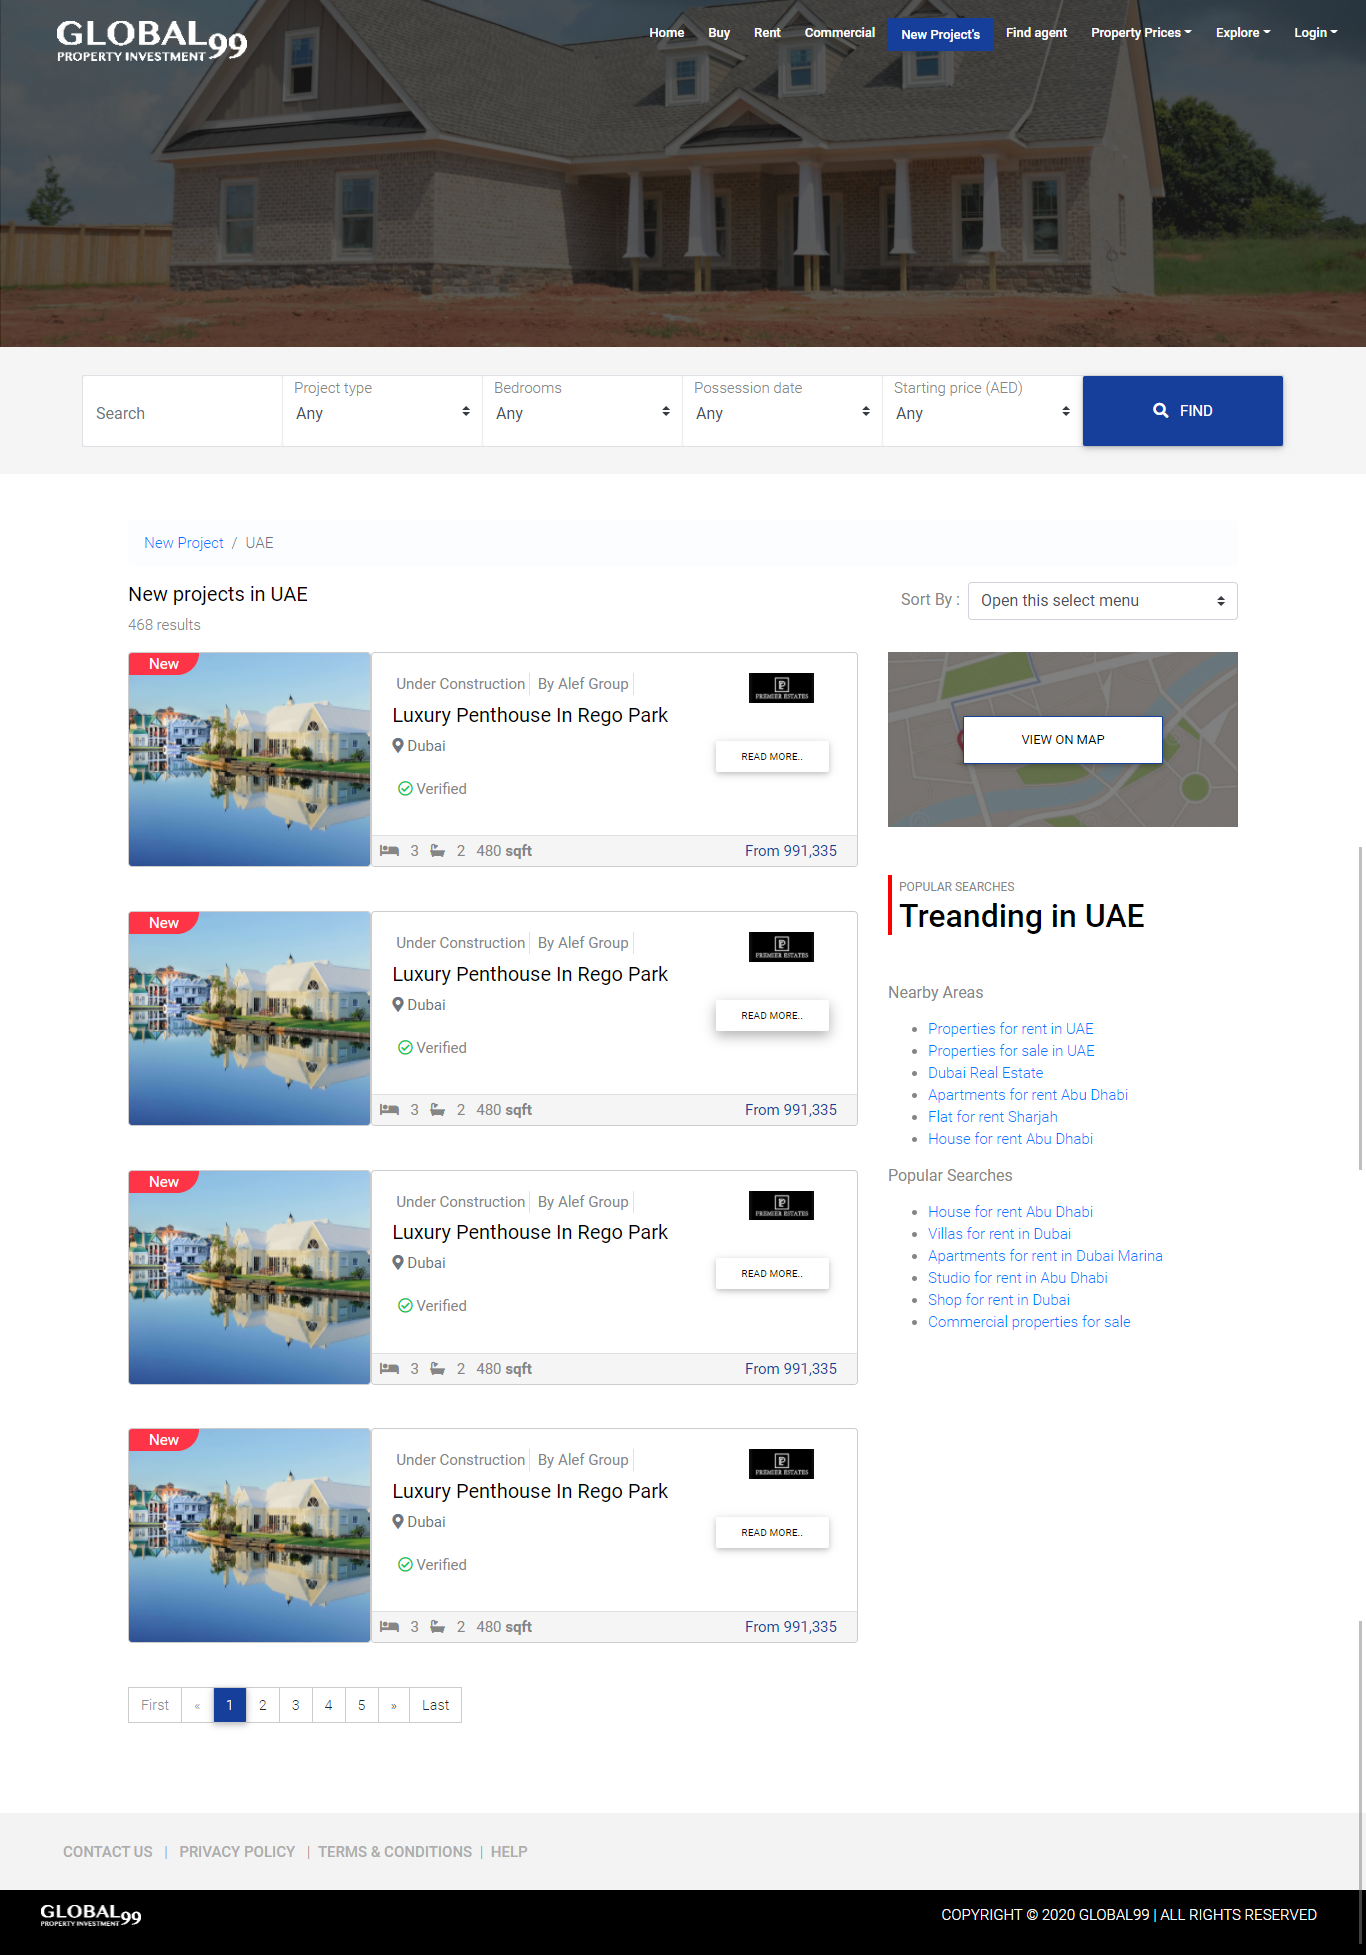 GLOBAL99
PROPERTY INVESTMENT
Home Buy Rent Commercial New Project's Find agent Property Prices Explore Login
Search
Project type
Any
Bedrooms
Any
Possession date
Any
Starting price (AED)
Any
FIND
New Project / UAE
New projects in UAE
468 results
Sort By : Open this select menu
New
Under Construction By Alef Group
PREMIER ESTATES
Luxury Penthouse In Rego Park
Dubai
READ MORE..
Verified
3 2 480 sqft From 991,335
New
Under Construction By Alef Group
PREMIER ESTATES
Luxury Penthouse In Rego Park
Dubai
READ MORE..
Verified
3 2 480 sqft From 991,335
New
Under Construction By Alef Group
PREMIER ESTATES
Luxury Penthouse In Rego Park
Dubai
READ MORE..
Verified
3 2 480 sqft From 991,335
New
Under Construction By Alef Group
PREMIER ESTATES
Luxury Penthouse In Rego Park
Dubai
READ MORE..
Verified
3 2 480 sqft From 991,335
First « 1 2 3 4 5 » Last
VIEW ON MAP
POPULAR SEARCHES
Treanding in UAE
Nearby Areas
Properties for rent in UAE
Properties for sale in UAE
Dubai Real Estate
Apartments for rent Abu Dhabi
Flat for rent Sharjah
House for rent Abu Dhabi
Popular Searches
House for rent Abu Dhabi
Villas for rent in Dubai
Apartments for rent in Dubai Marina
Studio for rent in Abu Dhabi
Shop for rent in Dubai
Commercial properties for sale
CONTACT US | PRIVACY POLICY | TERMS & CONDITIONS | HELP
GLOBAL99
PROPERTY INVESTMENT
COPYRIGHT © 2020 GLOBAL99 | ALL RIGHTS RESERVED